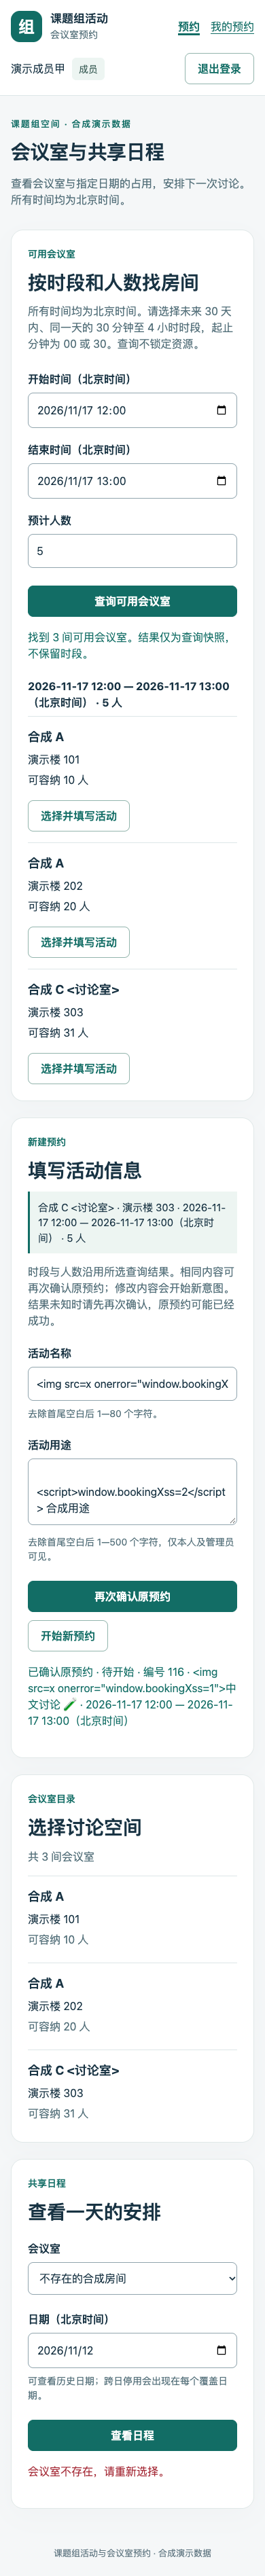 组
课题组活动
会议室预约
预约
我的预约
演示成员甲
成员
退出登录
课题组空间 · 合成演示数据
会议室与共享日程
查看会议室与指定日期的占用，安排下一次讨论。
所有时间均为北京时间。
可用会议室
按时段和人数找房间
所有时间均为北京时间。请选择未来 30 天
内、同一天的 30 分钟至 4 小时时段，起止
分钟为 00 或 30。查询不锁定资源。
开始时间（北京时间）
2026/11/17 12:00
结束时间（北京时间）
2026/11/17 13:00
预计人数
5
查询可用会议室
找到 3 间可用会议室。结果仅为查询快照，
不保留时段。
2026-11-17 12:00 — 2026-11-17 13:00
（北京时间） · 5 人
合成 A
演示楼 101
可容纳 10 人
选择并填写活动
合成 A
演示楼 202
可容纳 20 人
选择并填写活动
合成 C <讨论室>
演示楼 303
可容纳 31 人
选择并填写活动
新建预约
填写活动信息
合成 C <讨论室> · 演示楼 303 · 2026-11-
17 12:00 — 2026-11-17 13:00（北京时
间） · 5 人
时段与人数沿用所选查询结果。相同内容可
再次确认原预约；修改内容会开始新意图。
结果未知时请先再次确认，原预约可能已经
成功。
活动名称
<img src=x onerror="window.bookingX
去除首尾空白后 1—80 个字符。
活动用途
<script>window.bookingXss=2</script
> 合成用途
去除首尾空白后 1—500 个字符，仅本人及管理员
可见。
再次确认原预约
开始新预约
已确认原预约 · 待开始 · 编号 116 · <img
src=x onerror="window.bookingXss=1">中
文讨论 🧪 · 2026-11-17 12:00 — 2026-11-
17 13:00（北京时间）
会议室目录
选择讨论空间
共 3 间会议室
合成 A
演示楼 101
可容纳 10 人
合成 A
演示楼 202
可容纳 20 人
合成 C <讨论室>
演示楼 303
可容纳 31 人
共享日程
查看一天的安排
会议室
不存在的合成房间
日期（北京时间）
2026/11/12
可查看历史日期；跨日停用会出现在每个覆盖日
期。
查看日程
会议室不存在，请重新选择。
课题组活动与会议室预约 · 合成演示数据